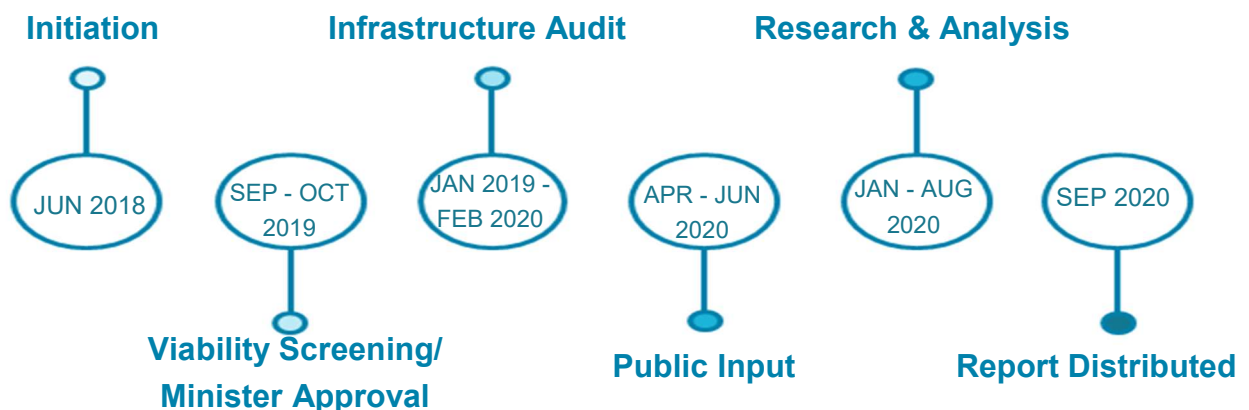 Initiation
Infrastructure Audit
Research & Analysis
JUN 2018
SEP - OCT
2019
JAN 2019 -
FEB 2020
APR - JUN
2020
JAN - AUG
2020
SEP 2020
Viability Screening/
Minister Approval
Public Input
Report Distributed